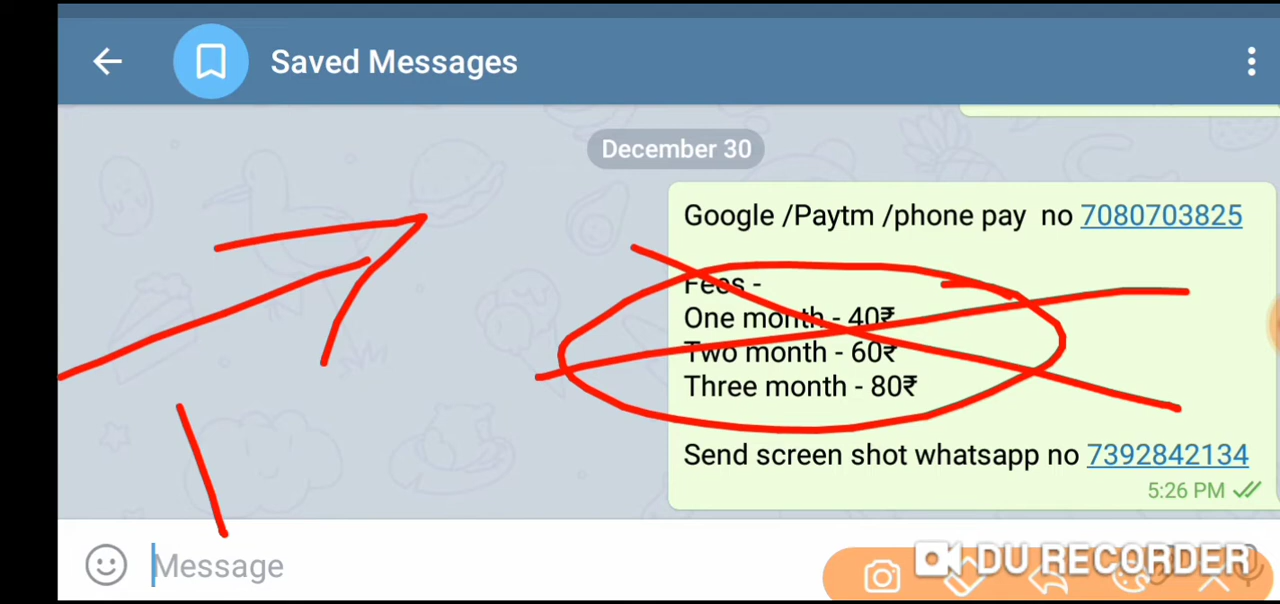 Saved Messages
December 30
Google /Paytm /phone pay no 7080703825
Fees -
One month - 40₹
Two month - 60₹
Three month - 80₹
Send screen shot whatsapp no 7392842134
5:26 PM
Message
DU RECORDER